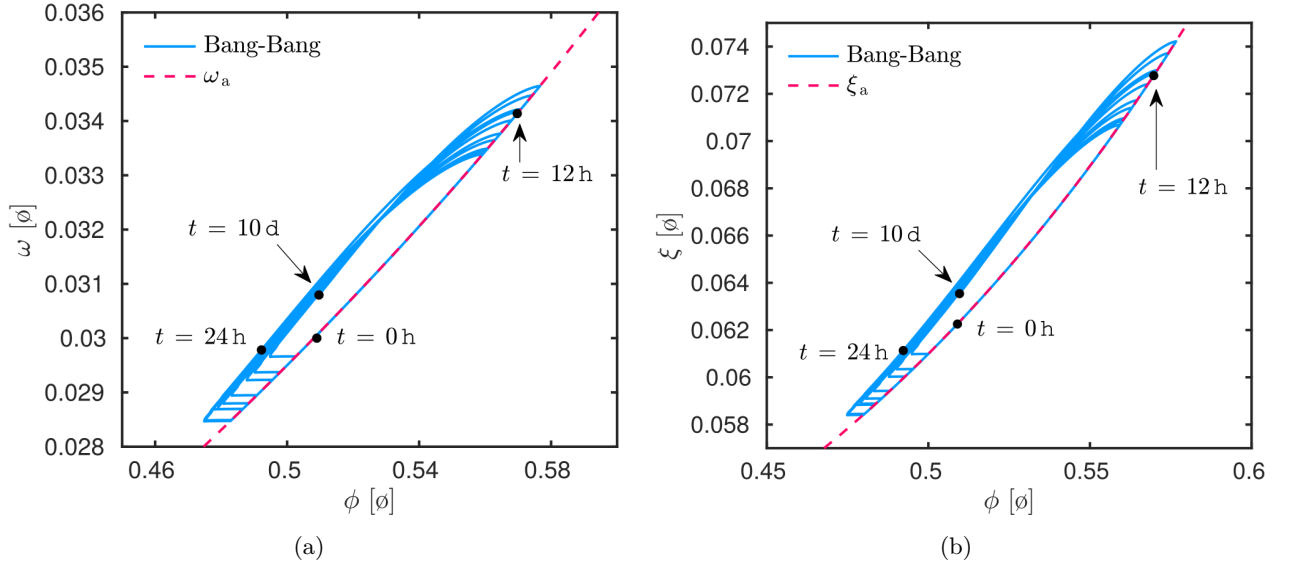 0.036
0.035
0.034
0.033
0.032
0.031
0.03
0.029
0.028
ω [ø]
Bang-Bang
ωₐ
t = 12 h
t = 10 d
t = 24 h
t = 0 h
0.46
0.5
0.54
0.58
ϕ [ø]
(a)
0.074
0.072
0.07
0.068
0.066
0.064
0.062
0.06
0.058
ξ [ø]
Bang-Bang
ξₐ
t = 12 h
t = 10 d
t = 0 h
t = 24 h
0.45
0.5
0.55
0.6
ϕ [ø]
(b)